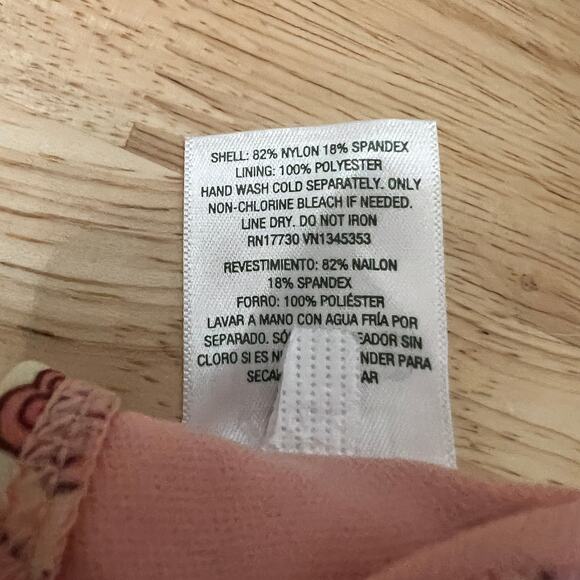 SHELL: 82% NYLON 18% SPANDEX
LINING: 100% POLYESTER
HAND WASH COLD SEPARATELY. ONLY
NON-CHLORINE BLEACH IF NEEDED.
LINE DRY. DO NOT IRON
RN17730 VN1345353
REVESTIMIENTO: 82% NAILON
18% SPANDEX
FORRO: 100% POLIÉSTER
LAVAR A MANO CON AGUA FRÍA POR
SEPARADO. SIN
CLORO SI ES PARA